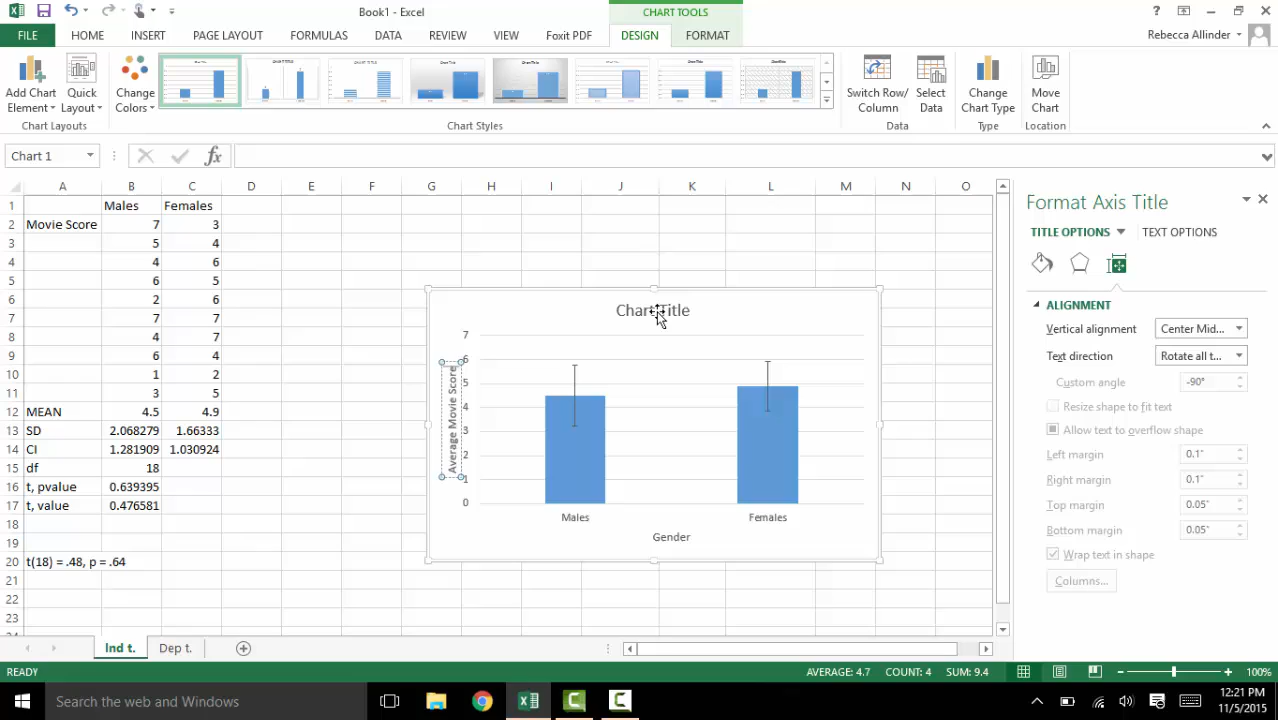 Book1 - Excel
CHART TOOLS
?
FILE HOME INSERT PAGE LAYOUT FORMULAS DATA REVIEW VIEW Foxit PDF DESIGN FORMAT
Rebecca Allinder
Add Chart Element
Quick Layout
Change Colors
Switch Row/ Column
Select Data
Change Chart Type
Move Chart
Chart Layouts
Chart Styles
Data
Type
Location
Chart 1
fx
A B C D E F G H I J K L M N O
1 Males Females
2 Movie Score 7 3
3 5 4
4 4 6
5 6 5
6 2 6
7 7 7
8 4 7
9 6 4
10 1 2
11 3 5
12 MEAN 4.5 4.9
13 SD 2.068279 1.66333
14 CI 1.281909 1.030924
15 df 18
16 t, pvalue 0.639395
17 t, value 0.476581
18
19
20 t(18) = .48, p = .64
21
22
23
Chart Title
7
6
5
4
3
2
1
0
Average Movie Score
Males Females
Gender
Format Axis Title
TITLE OPTIONS TEXT OPTIONS
ALIGNMENT
Vertical alignment Center Mid...
Text direction Rotate all t...
Custom angle -90°
Resize shape to fit text
Allow text to overflow shape
Left margin 0.1"
Right margin 0.1"
Top margin 0.05"
Bottom margin 0.05"
Wrap text in shape
Columns...
Ind t. Dep t.
READY
AVERAGE: 4.7 COUNT: 4 SUM: 9.4
100%
Search the web and Windows
12:21 PM
11/5/2015